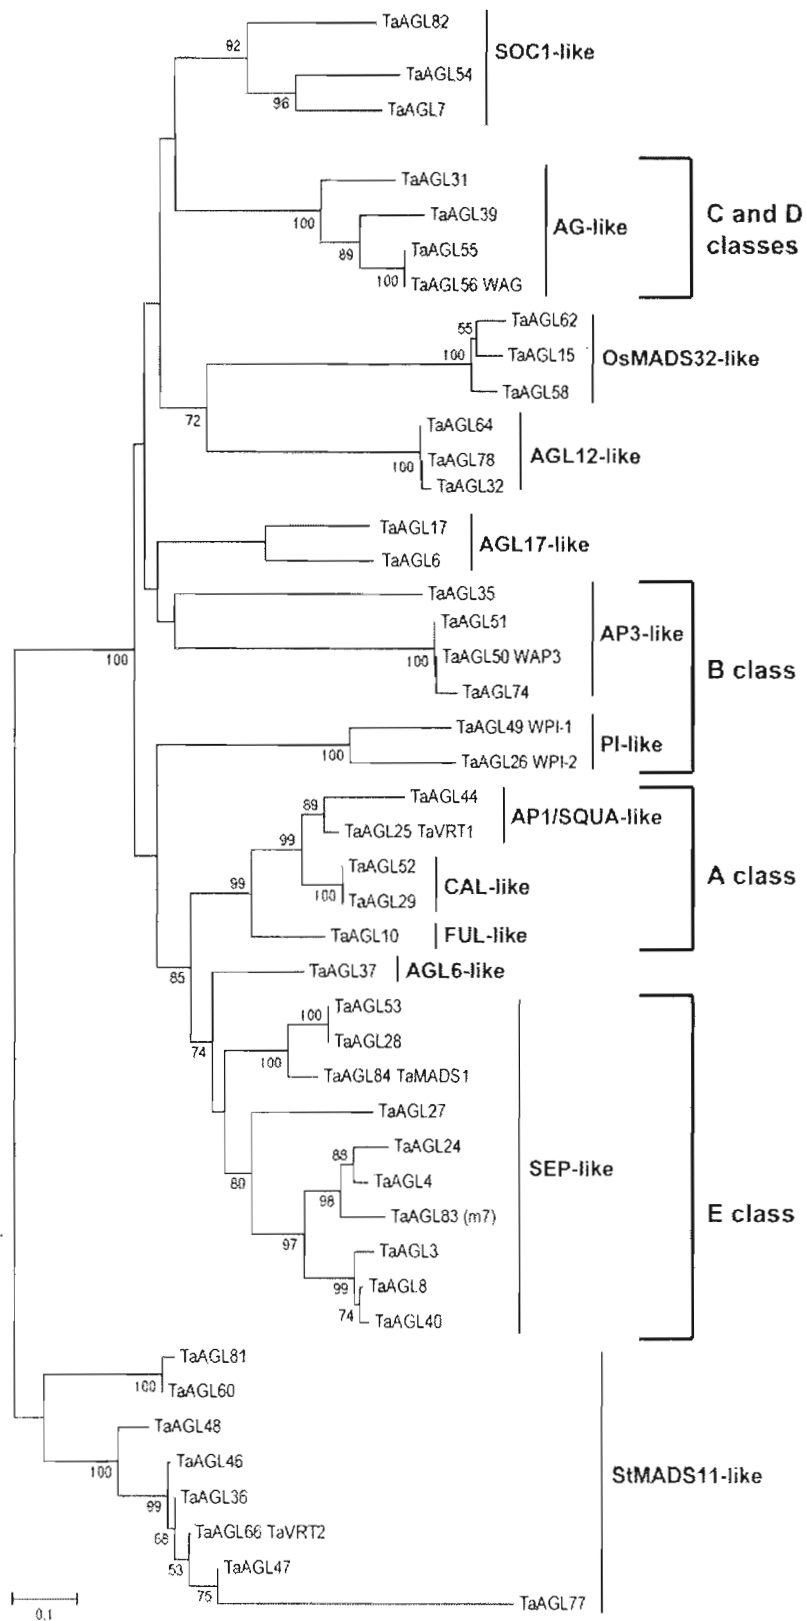 TaAGL82
92
SOC1-like
TaAGL54
96
TaAGL7
TaAGL31
100
TaAGL39
C and D
classes
AG-like
89
TaAGL55
100
TaAGL56 WAG
TaAGL62
55
100
TaAGL15
OsMADS32-like
TaAGL58
72
TaAGL64
TaAGL78
AGL12-like
100
TaAGL32
TaAGL17
AGL17-like
TaAGL6
TaAGL35
TaAGL51
AP3-like
100
100
TaAGL50 WAP3
B class
TaAGL74
TaAGL49 WPI-1
PI-like
100
TaAGL26 WPI-2
TaAGL44
89
AP1/SQUA-like
TaAGL25 TaVRT1
99
TaAGL52
A class
CAL-like
99
100
TaAGL29
TaAGL10
FUL-like
85
TaAGL37
AGL6-like
TaAGL53
100
TaAGL28
74
100
TaAGL84 TaMADS1
TaAGL27
TaAGL24
88
SEP-like
80
TaAGL4
98
TaAGL83 (m7)
E class
97
TaAGL3
99
TaAGL8
74
TaAGL40
TaAGL81
100
TaAGL60
TaAGL48
TaAGL46
100
StMADS11-like
TaAGL36
99
TaAGL66 TaVRT2
68
53
TaAGL47
75
TaAGL77
0.1